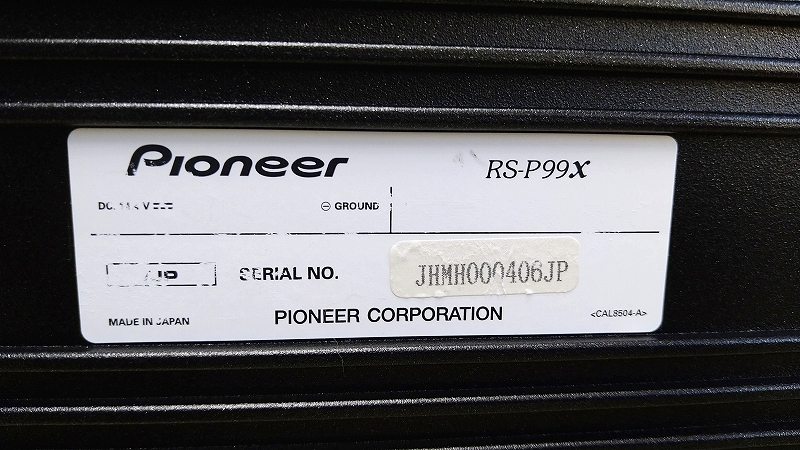 Pioneer RS-P99x
⊖ GROUND
SERIAL NO. JHMH000406JP
MADE IN JAPAN PIONEER CORPORATION <CAL8504-A>